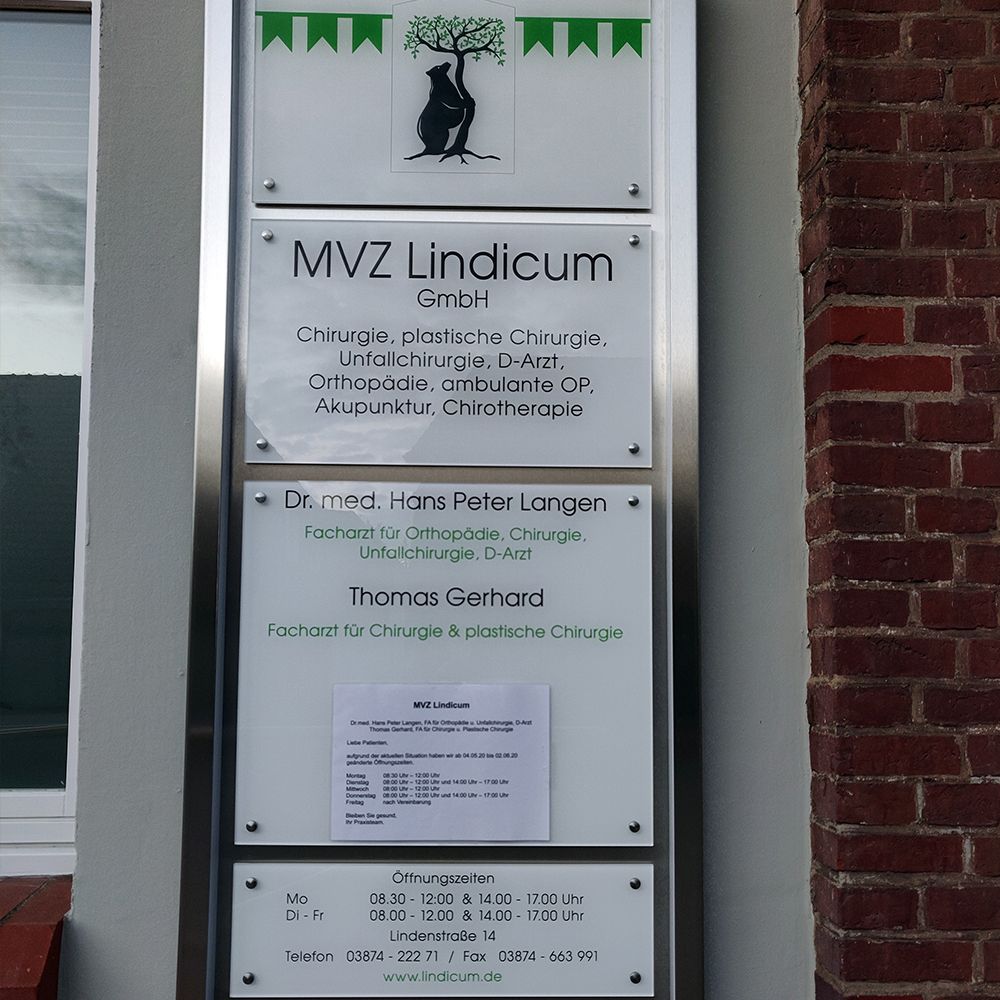 MVZ Lindicum
GmbH
Chirurgie, plastische Chirurgie,
Unfallchirurgie, D-Arzt,
Orthopädie, ambulante OP,
Akupunktur, Chirotherapie
Dr. med. Hans Peter Langen
Facharzt für Orthopädie, Chirurgie,
Unfallchirurgie, D-Arzt
Thomas Gerhard
Facharzt für Chirurgie & plastische Chirurgie
MVZ Lindicum
Dr.med. Hans Peter Langen, FA für Orthopädie u. Unfallchirurgie, D-Arzt
Thomas Gerhard, FA für Chirurgie u. Plastische Chirurgie
Liebe Patienten,
aufgrund der aktuellen Situation haben wir ab 04.05.20 bis 02.06.20
geänderte Öffnungszeiten.
Montag 08:30 Uhr – 12:00 Uhr
Dienstag 08:00 Uhr – 12:00 Uhr und 14:00 Uhr – 17:00 Uhr
Mittwoch 08:00 Uhr – 12:00 Uhr
Donnerstag 08:00 Uhr – 12:00 Uhr und 14:00 Uhr – 17:00 Uhr
Freitag nach Vereinbarung
Bleiben Sie gesund,
Ihr Praxisteam.
Öffnungszeiten
Mo 08.30 - 12:00 & 14.00 - 17.00 Uhr
Di - Fr 08.00 - 12.00 & 14.00 - 17.00 Uhr
Lindenstraße 14
Telefon 03874 - 222 71 / Fax 03874 - 663 991
www.lindicum.de